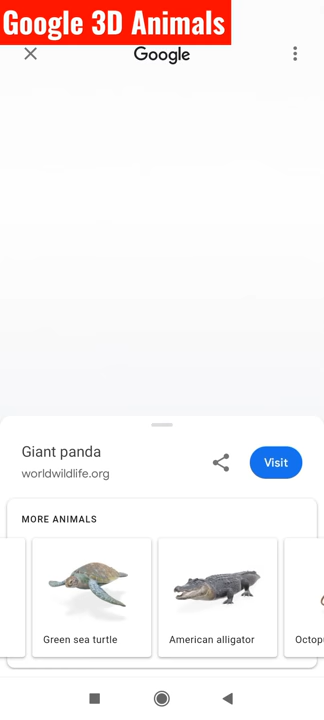 Google 3D Animals
Google
Giant panda
worldwildlife.org
Visit
MORE ANIMALS
Green sea turtle
American alligator
Octop